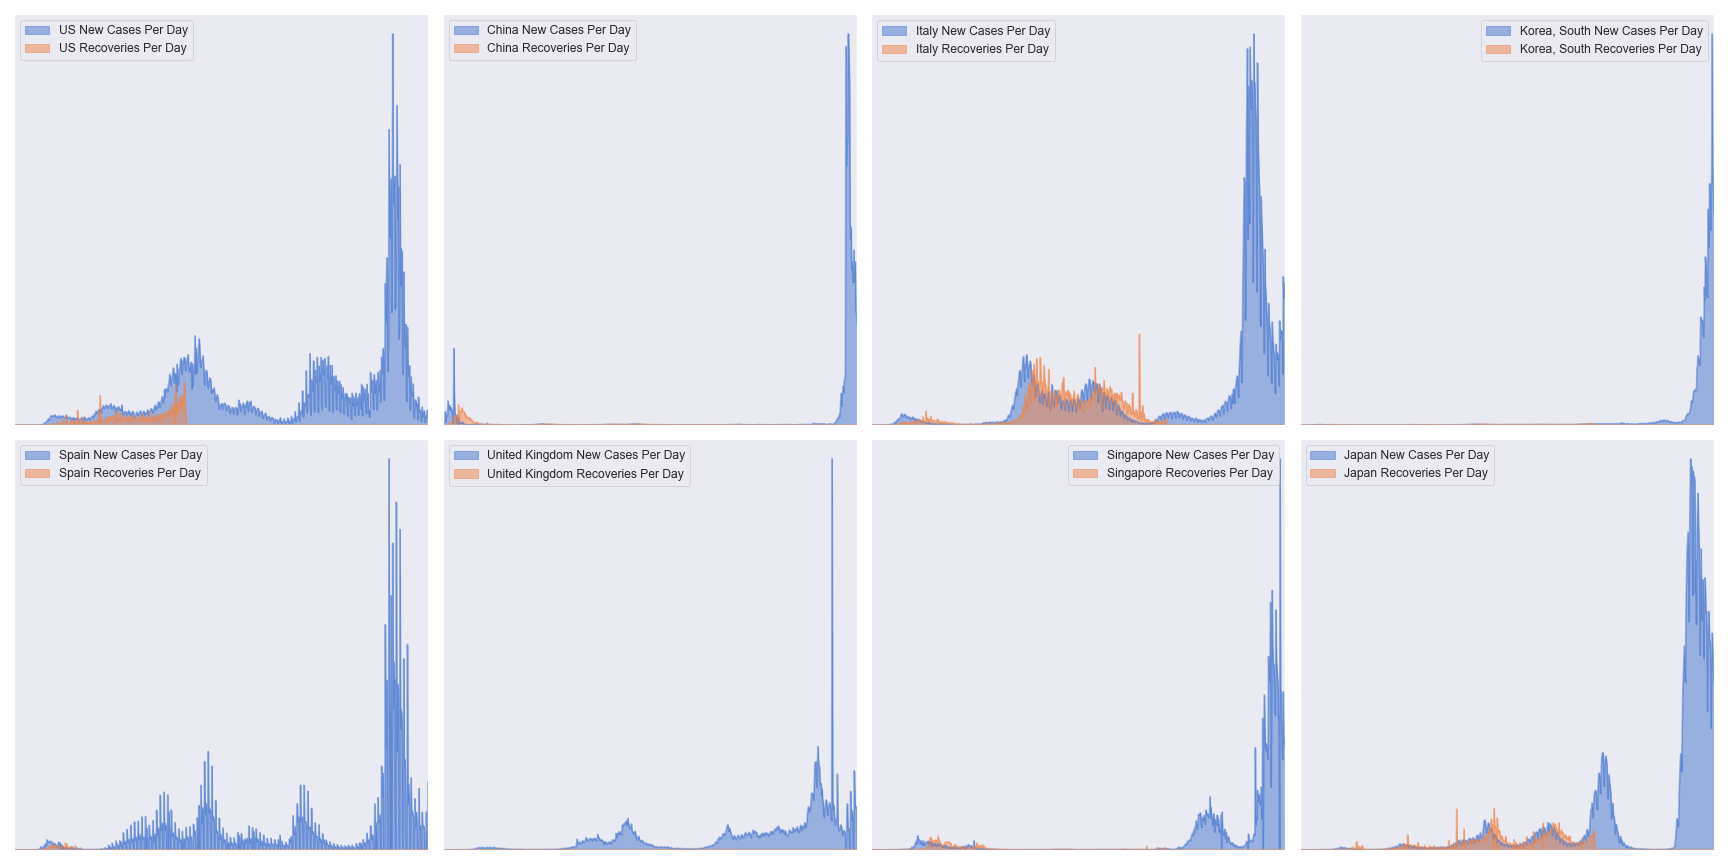 US New Cases Per Day
US Recoveries Per Day
China New Cases Per Day
China Recoveries Per Day
Italy New Cases Per Day
Italy Recoveries Per Day
Korea, South New Cases Per Day
Korea, South Recoveries Per Day
Spain New Cases Per Day
Spain Recoveries Per Day
United Kingdom New Cases Per Day
United Kingdom Recoveries Per Day
Singapore New Cases Per Day
Singapore Recoveries Per Day
Japan New Cases Per Day
Japan Recoveries Per Day